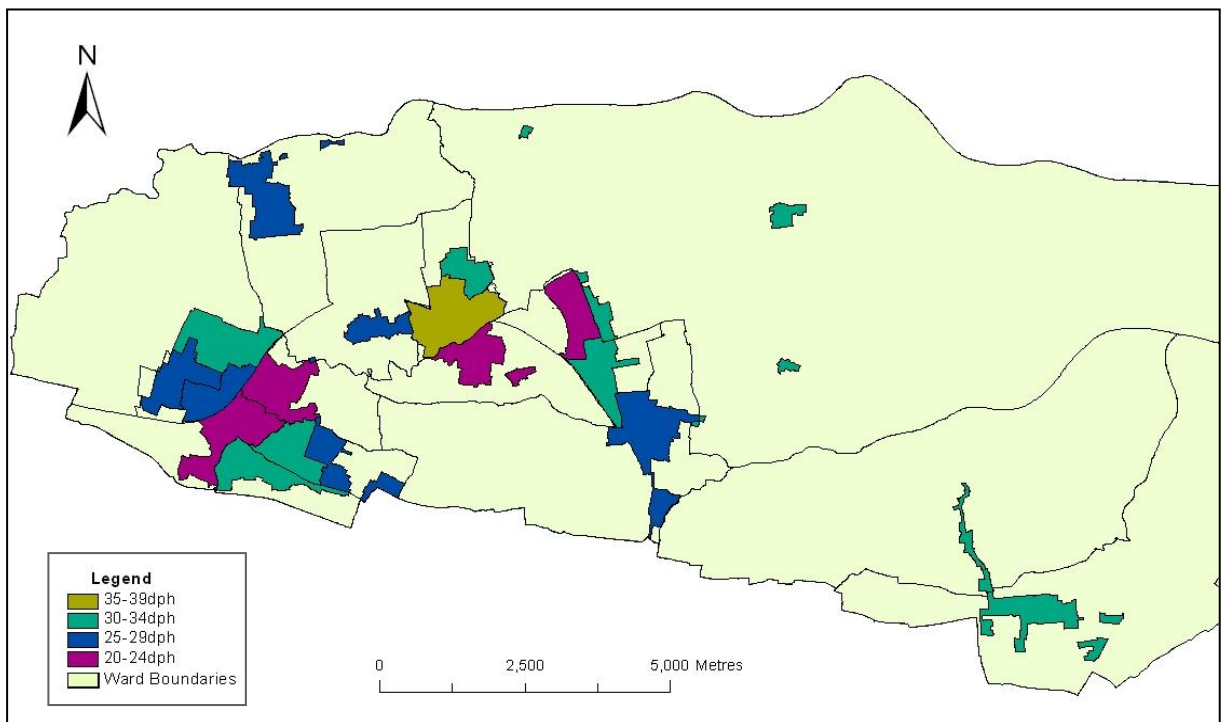 N
Legend
35-39dph
30-34dph
25-29dph
20-24dph
Ward Boundaries
0 2,500 5,000 Metres